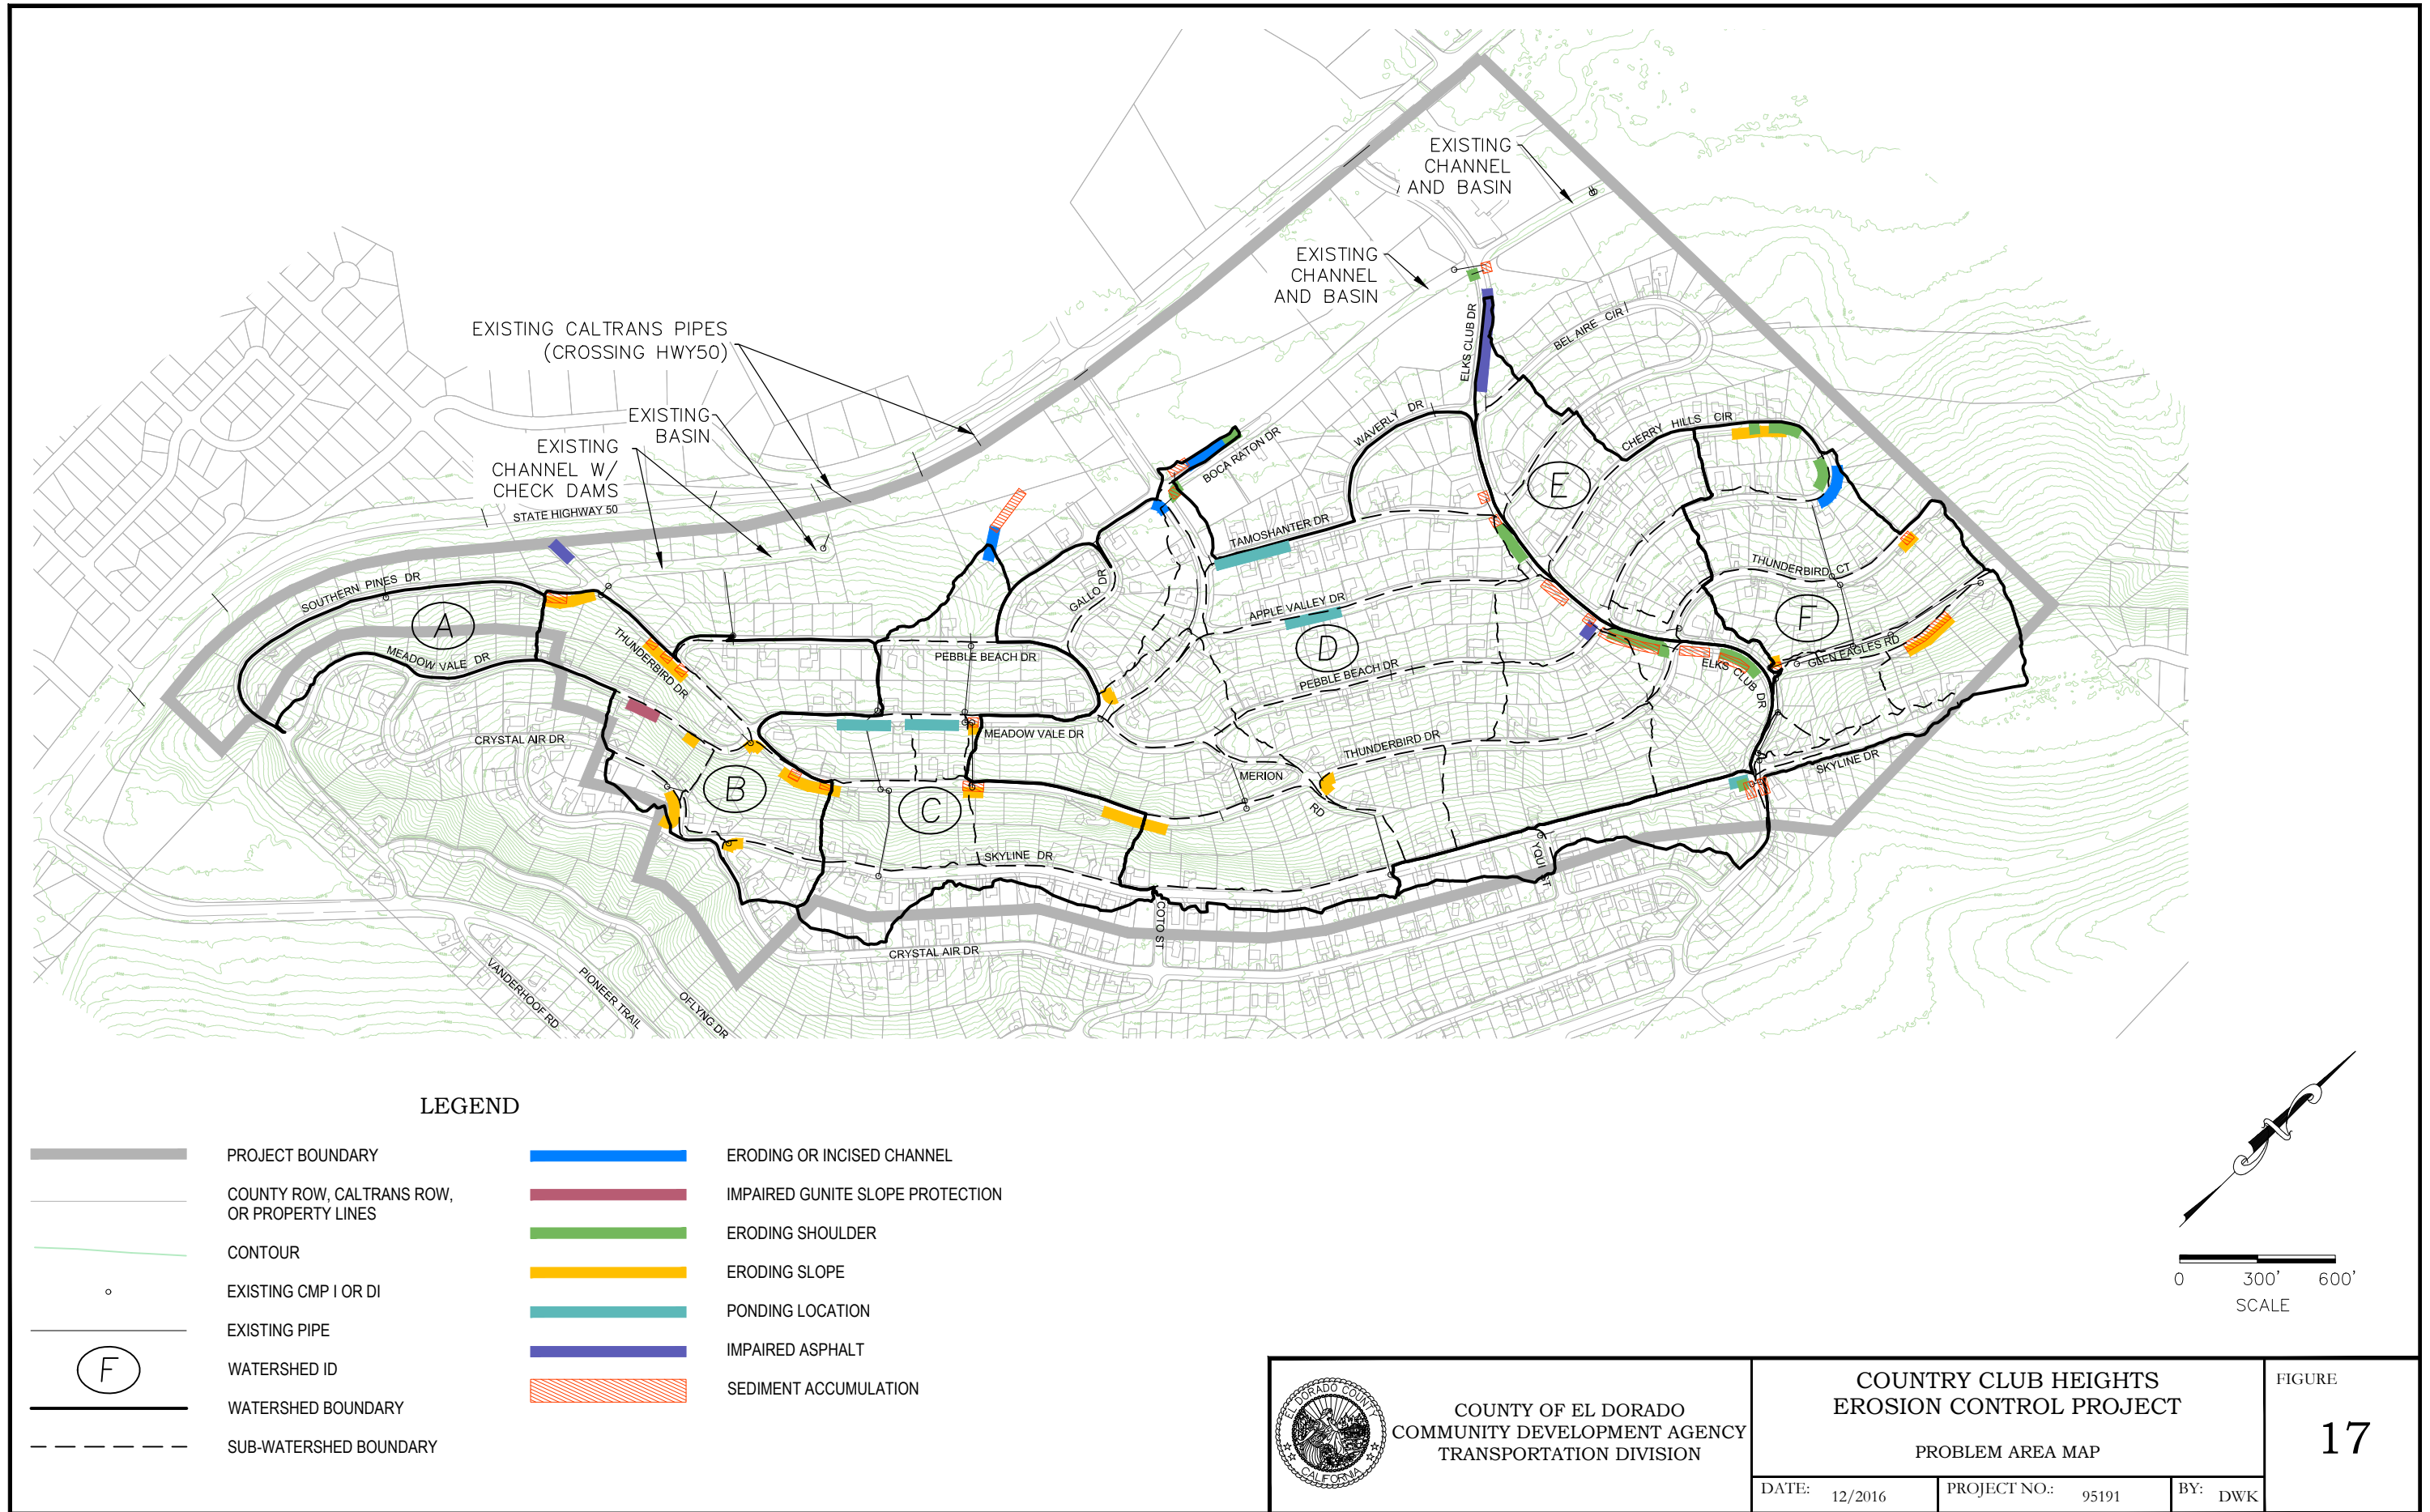 EXISTING
CHANNEL
AND BASIN
EXISTING
CHANNEL
AND BASIN
EXISTING CALTRANS PIPES
(CROSSING HWY50)
EXISTING
BASIN
EXISTING
CHANNEL W/
CHECK DAMS
STATE HIGHWAY 50
SOUTHERN PINES DR
A
MEADOW VALE DR
THUNDERBIRD DR
CRYSTAL AIR DR
B
C
SKYLINE DR
CRYSTAL AIR DR
VANDERHOOF RD
PIONEER TRAIL
OFLYNG DR
PEBBLE BEACH DR
MEADOW VALE DR
GALLO DR
BOCA RATON DR
WAVERLY DR
ELKS CLUB DR
BEL AIRE CIR
CHERRY HILLS CIR
E
TAMOSHANTER DR
APPLE VALLEY DR
D
PEBBLE BEACH DR
THUNDERBIRD DR
MERION
RD
COTO ST
YQUI ST
ELKS CLUB DR
SKYLINE DR
GLEN EAGLES RD
F
THUNDERBIRD CT
LEGEND
PROJECT BOUNDARY
COUNTY ROW, CALTRANS ROW,
OR PROPERTY LINES
CONTOUR
EXISTING CMP I OR DI
EXISTING PIPE
F
WATERSHED ID
WATERSHED BOUNDARY
SUB-WATERSHED BOUNDARY
ERODING OR INCISED CHANNEL
IMPAIRED GUNITE SLOPE PROTECTION
ERODING SHOULDER
ERODING SLOPE
PONDING LOCATION
IMPAIRED ASPHALT
SEDIMENT ACCUMULATION
0 300' 600'
SCALE
EL DORADO COUNTY
CALIFORNIA
COUNTY OF EL DORADO
COMMUNITY DEVELOPMENT AGENCY
TRANSPORTATION DIVISION
COUNTRY CLUB HEIGHTS
EROSION CONTROL PROJECT
PROBLEM AREA MAP
DATE: 12/2016
PROJECT NO.: 95191
BY: DWK
FIGURE
17